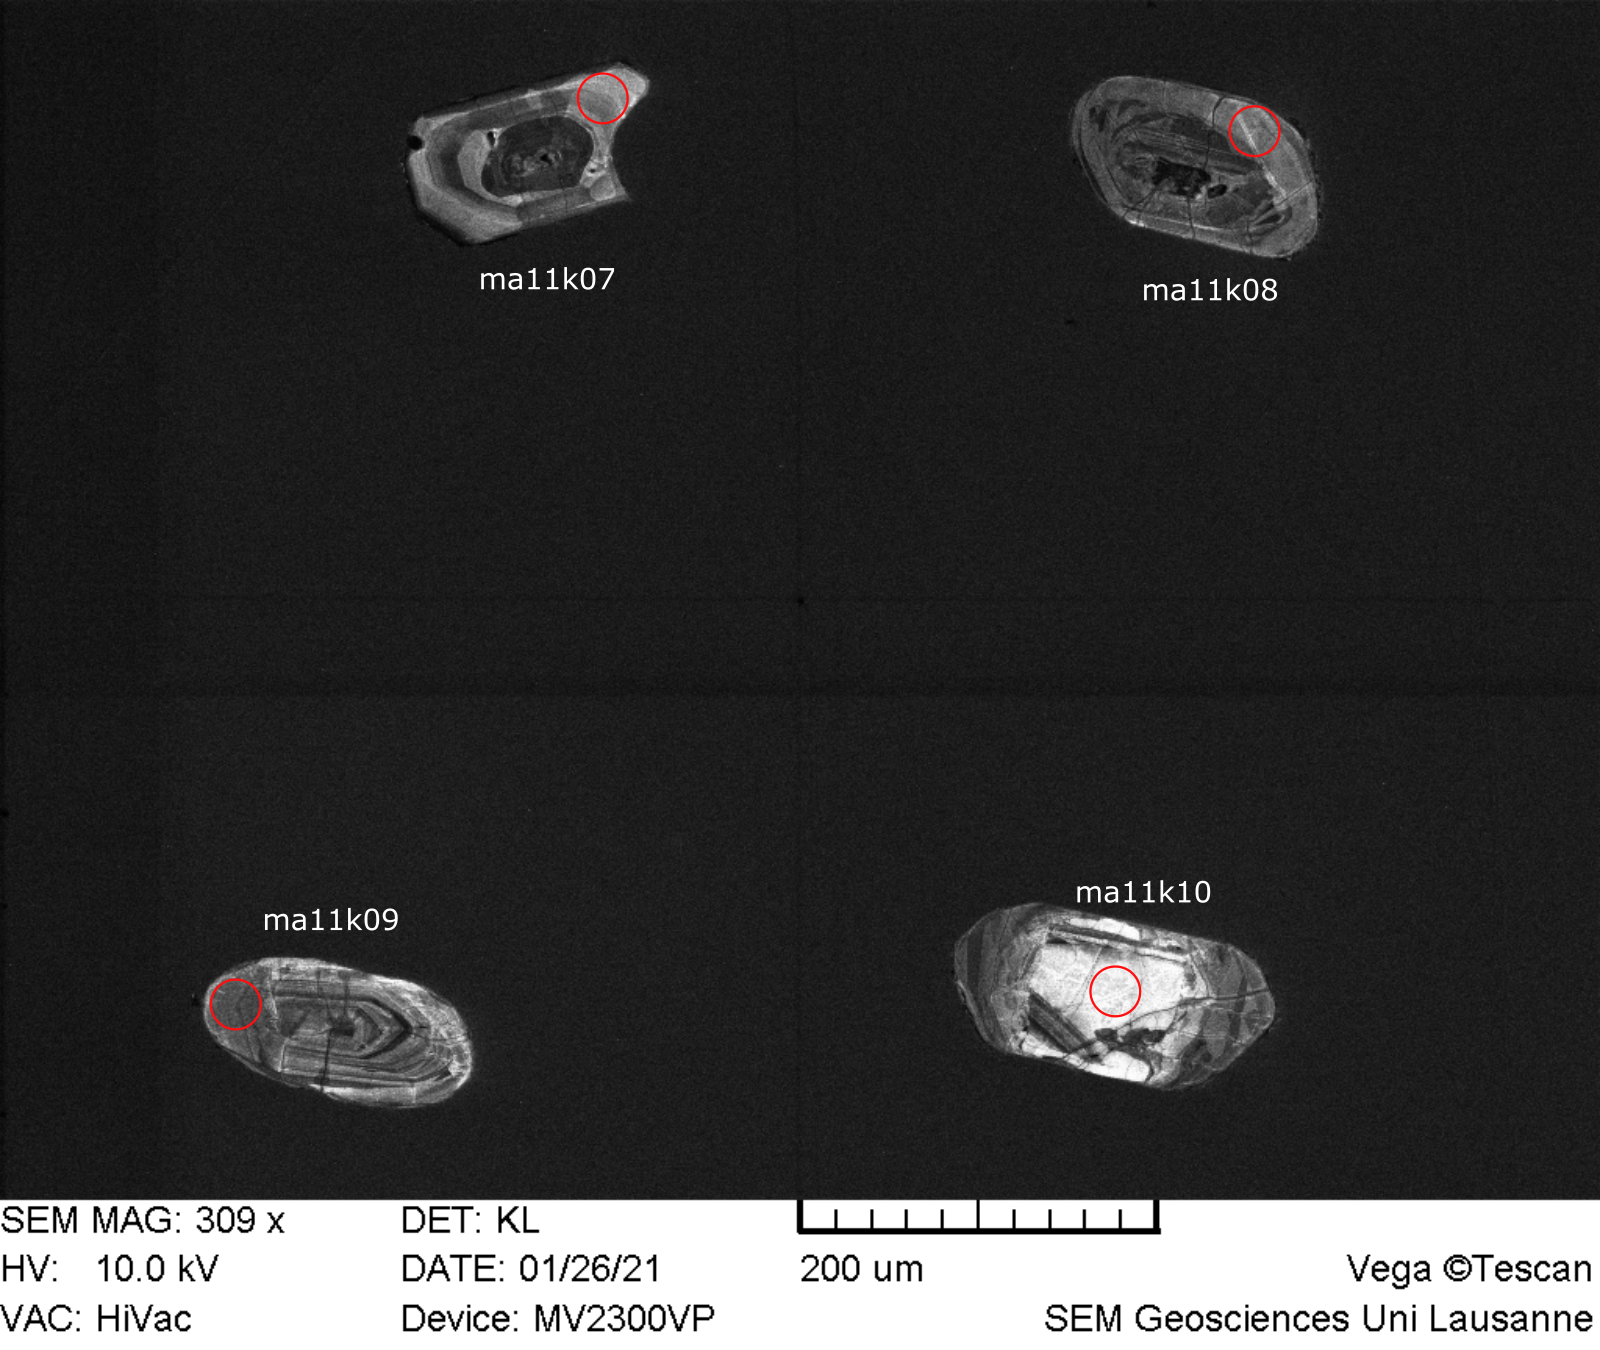 ma11k07
ma11k08
ma11k09
ma11k10
SEM MAG: 309 x DET: KL
HV: 10.0 kV DATE: 01/26/21 200 um Vega ©Tescan
VAC: HiVac Device: MV2300VP SEM Geosciences Uni Lausanne